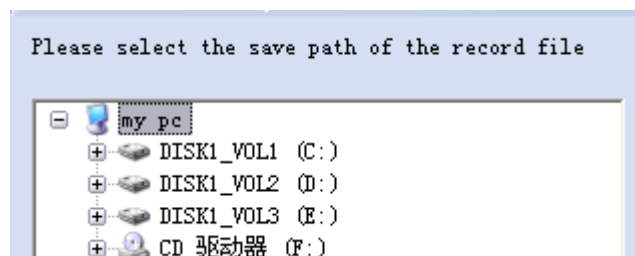 Please select the save path of the record file
my pc
DISK1_VOL1 (C:)
DISK1_VOL2 (D:)
DISK1_VOL3 (E:)
CD 驱动器 (F:)